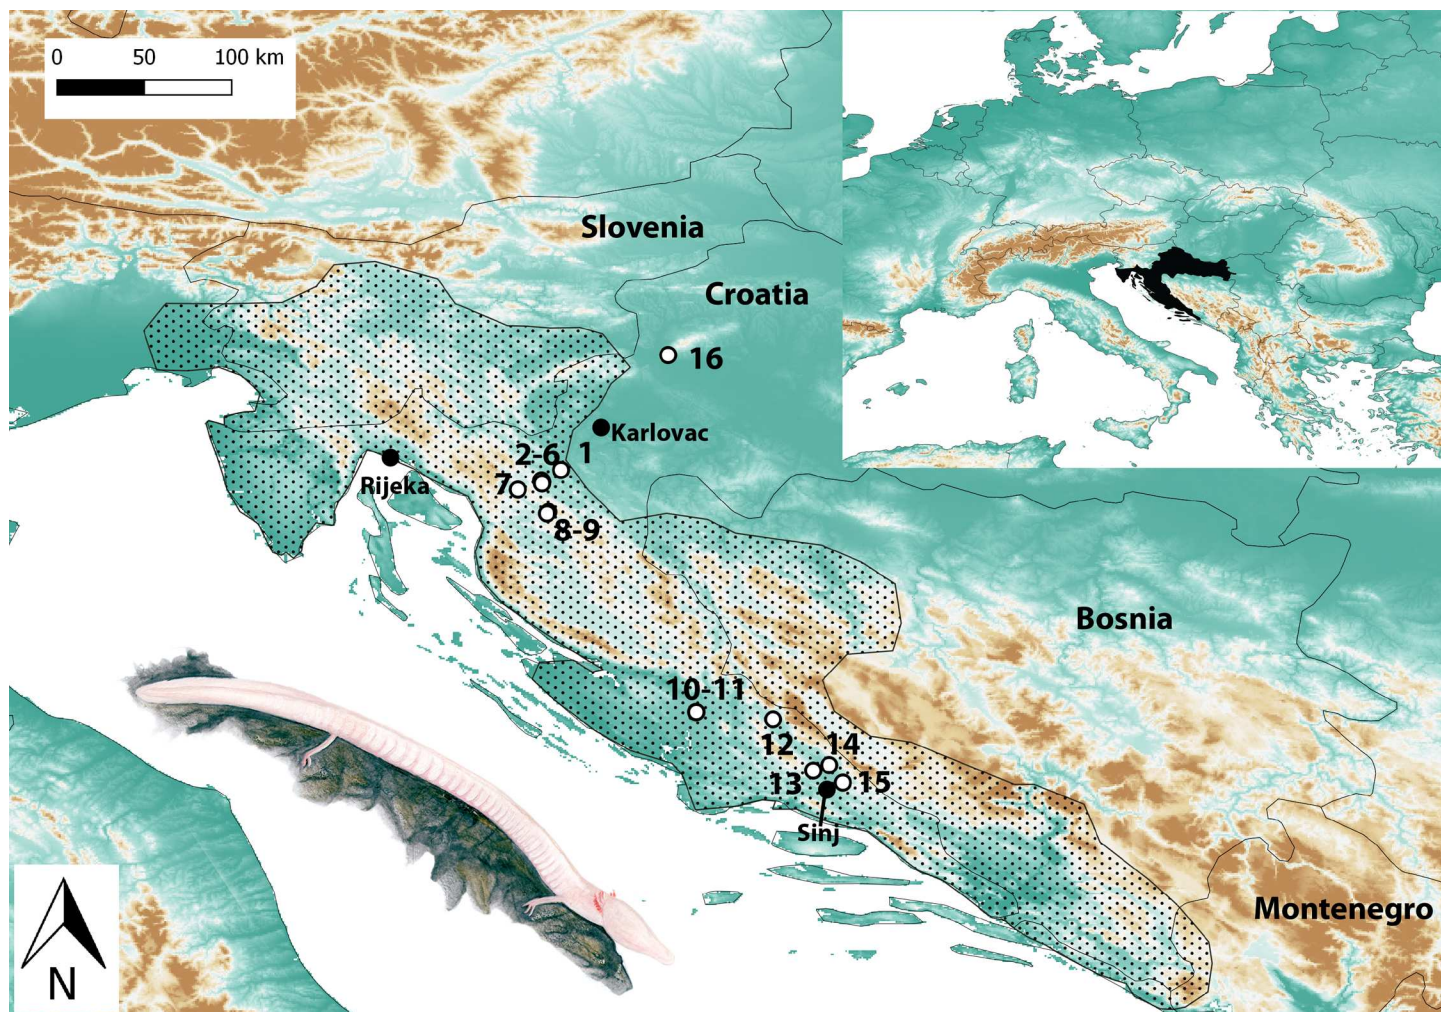 0 50 100 km
Slovenia
Croatia
16
Karlovac
2-6 1
Rijeka
7
8-9
Bosnia
10-11
12 14
13 15
Sinj
Montenegro
N